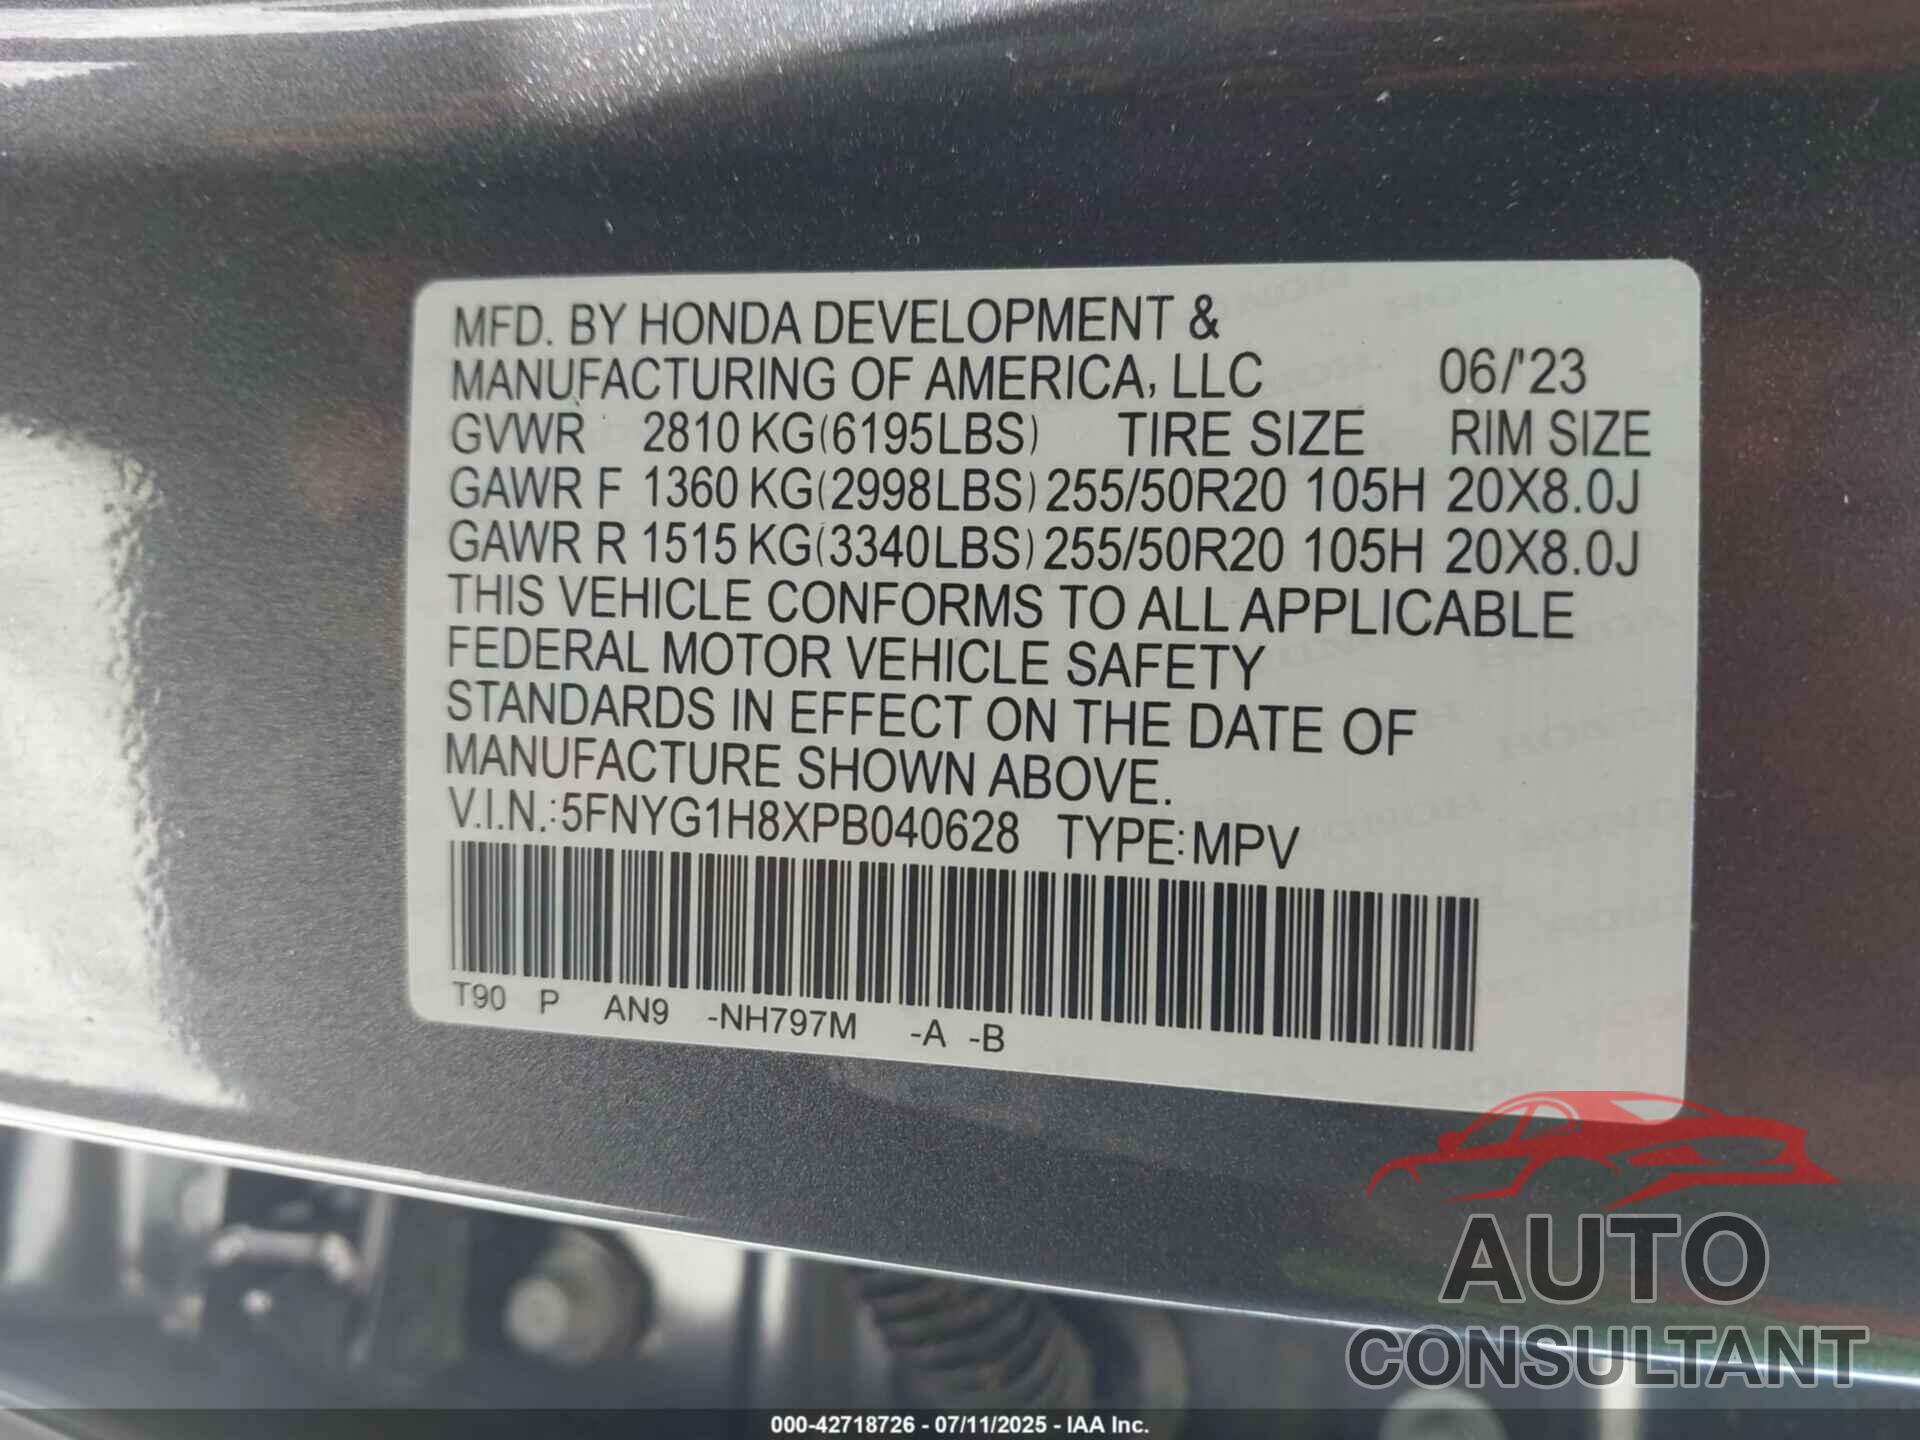 MFD. BY HONDA DEVELOPMENT &
MANUFACTURING OF AMERICA, LLC 06/'23
GVWR 2810 KG(6195LBS) TIRE SIZE RIM SIZE
GAWR F 1360 KG(2998LBS) 255/50R20 105H 20X8.0J
GAWR R 1515 KG(3340LBS) 255/50R20 105H 20X8.0J
THIS VEHICLE CONFORMS TO ALL APPLICABLE
FEDERAL MOTOR VEHICLE SAFETY
STANDARDS IN EFFECT ON THE DATE OF
MANUFACTURE SHOWN ABOVE.
V.I.N.:5FNYG1H8XPB040628 TYPE:MPV
T90 P AN9 -NH797M -A -B
AUTO
CONSULTANT
000-42718726 - 07/11/2025 - IAA Inc.